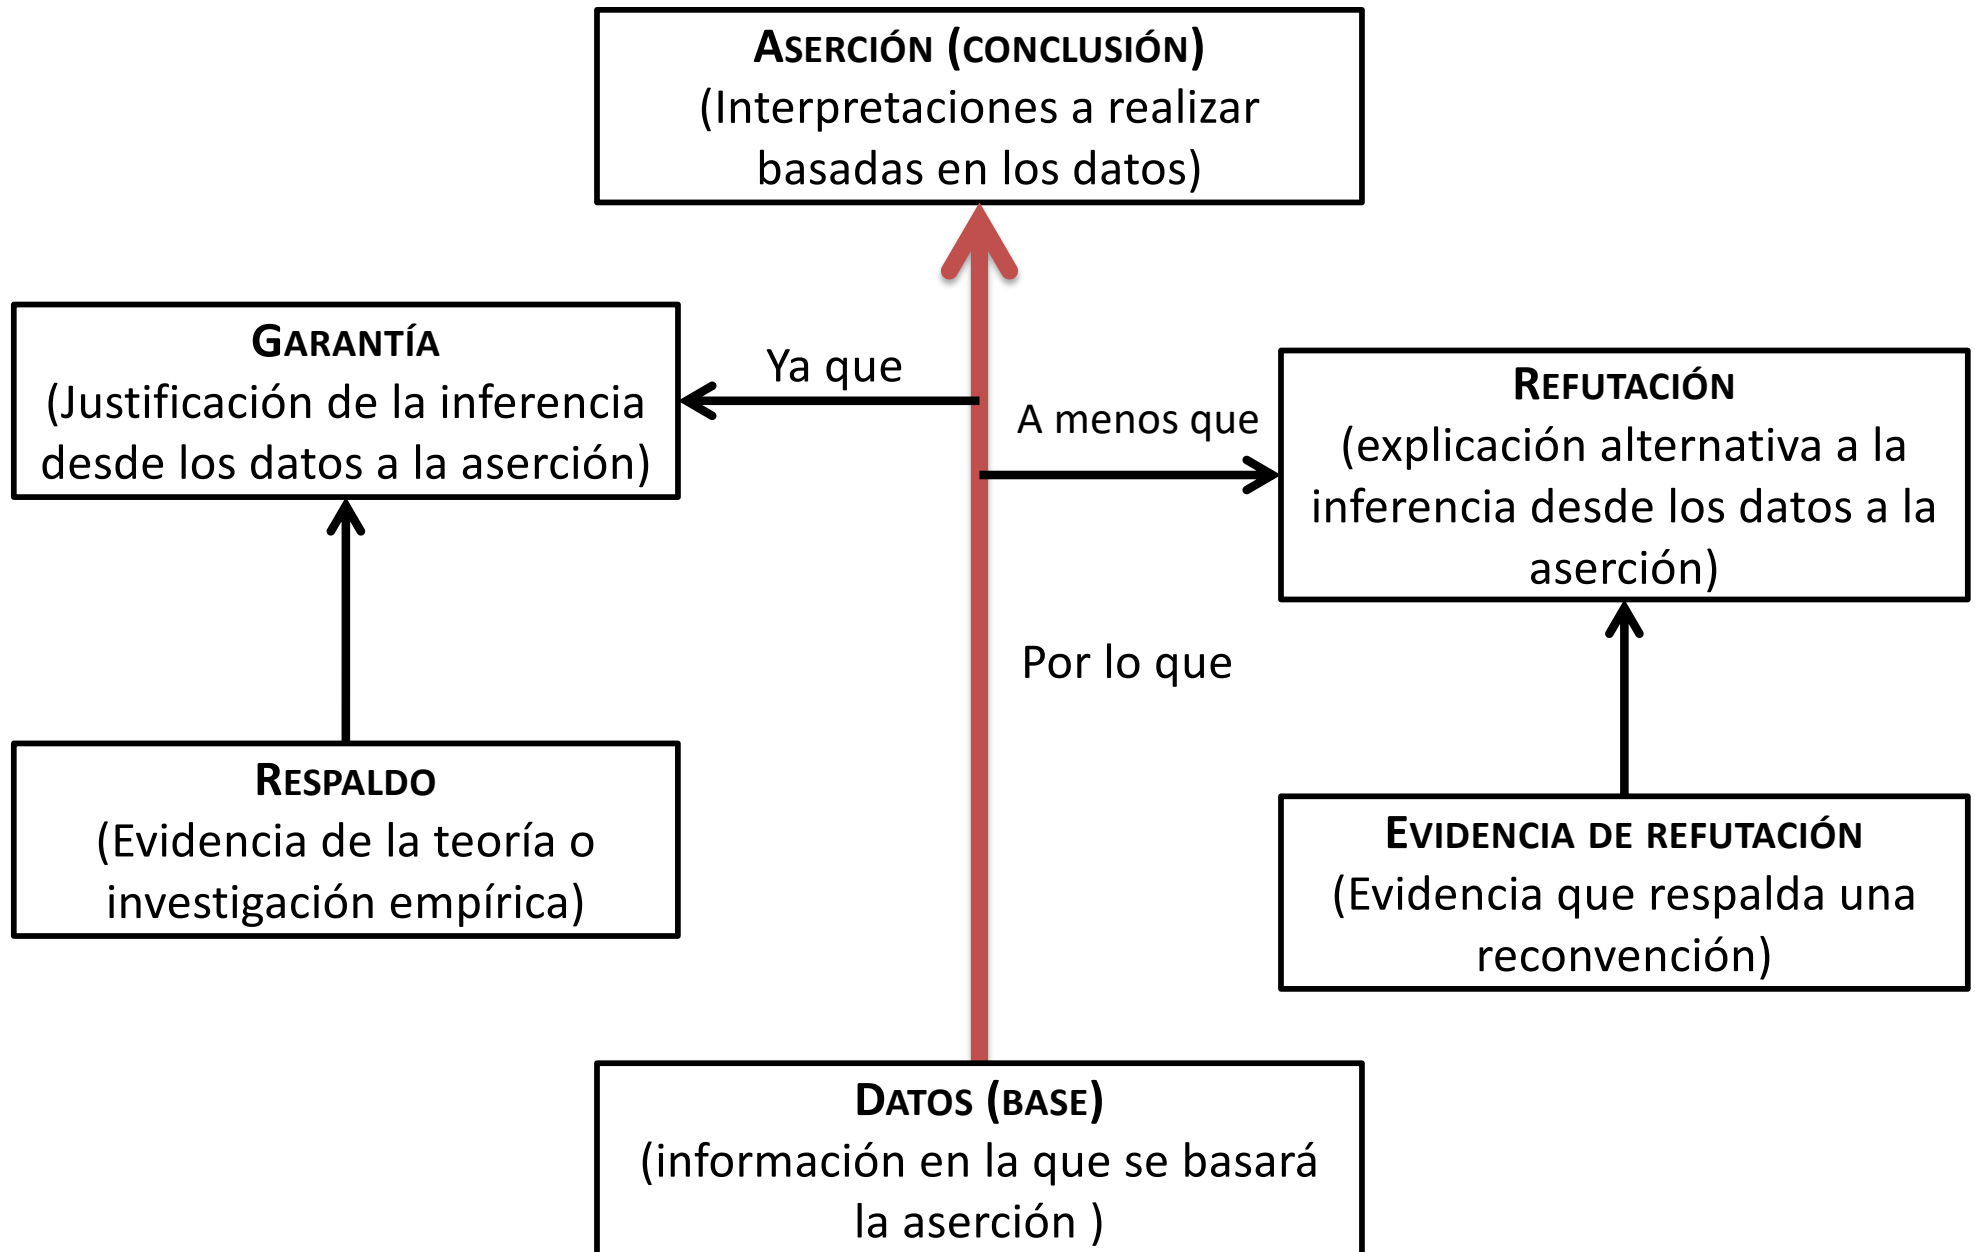 ASERCIÓN (CONCLUSIÓN)
(Interpretaciones a realizar
basadas en los datos)
GARANTÍA
(Justificación de la inferencia
desde los datos a la aserción)
Ya que
A menos que
REFUTACIÓN
(explicación alternativa a la
inferencia desde los datos a la
aserción)
Por lo que
RESPALDO
(Evidencia de la teoría o
investigación empírica)
EVIDENCIA DE REFUTACIÓN
(Evidencia que respalda una
reconvención)
DATOS (BASE)
(información en la que se basará
la aserción )